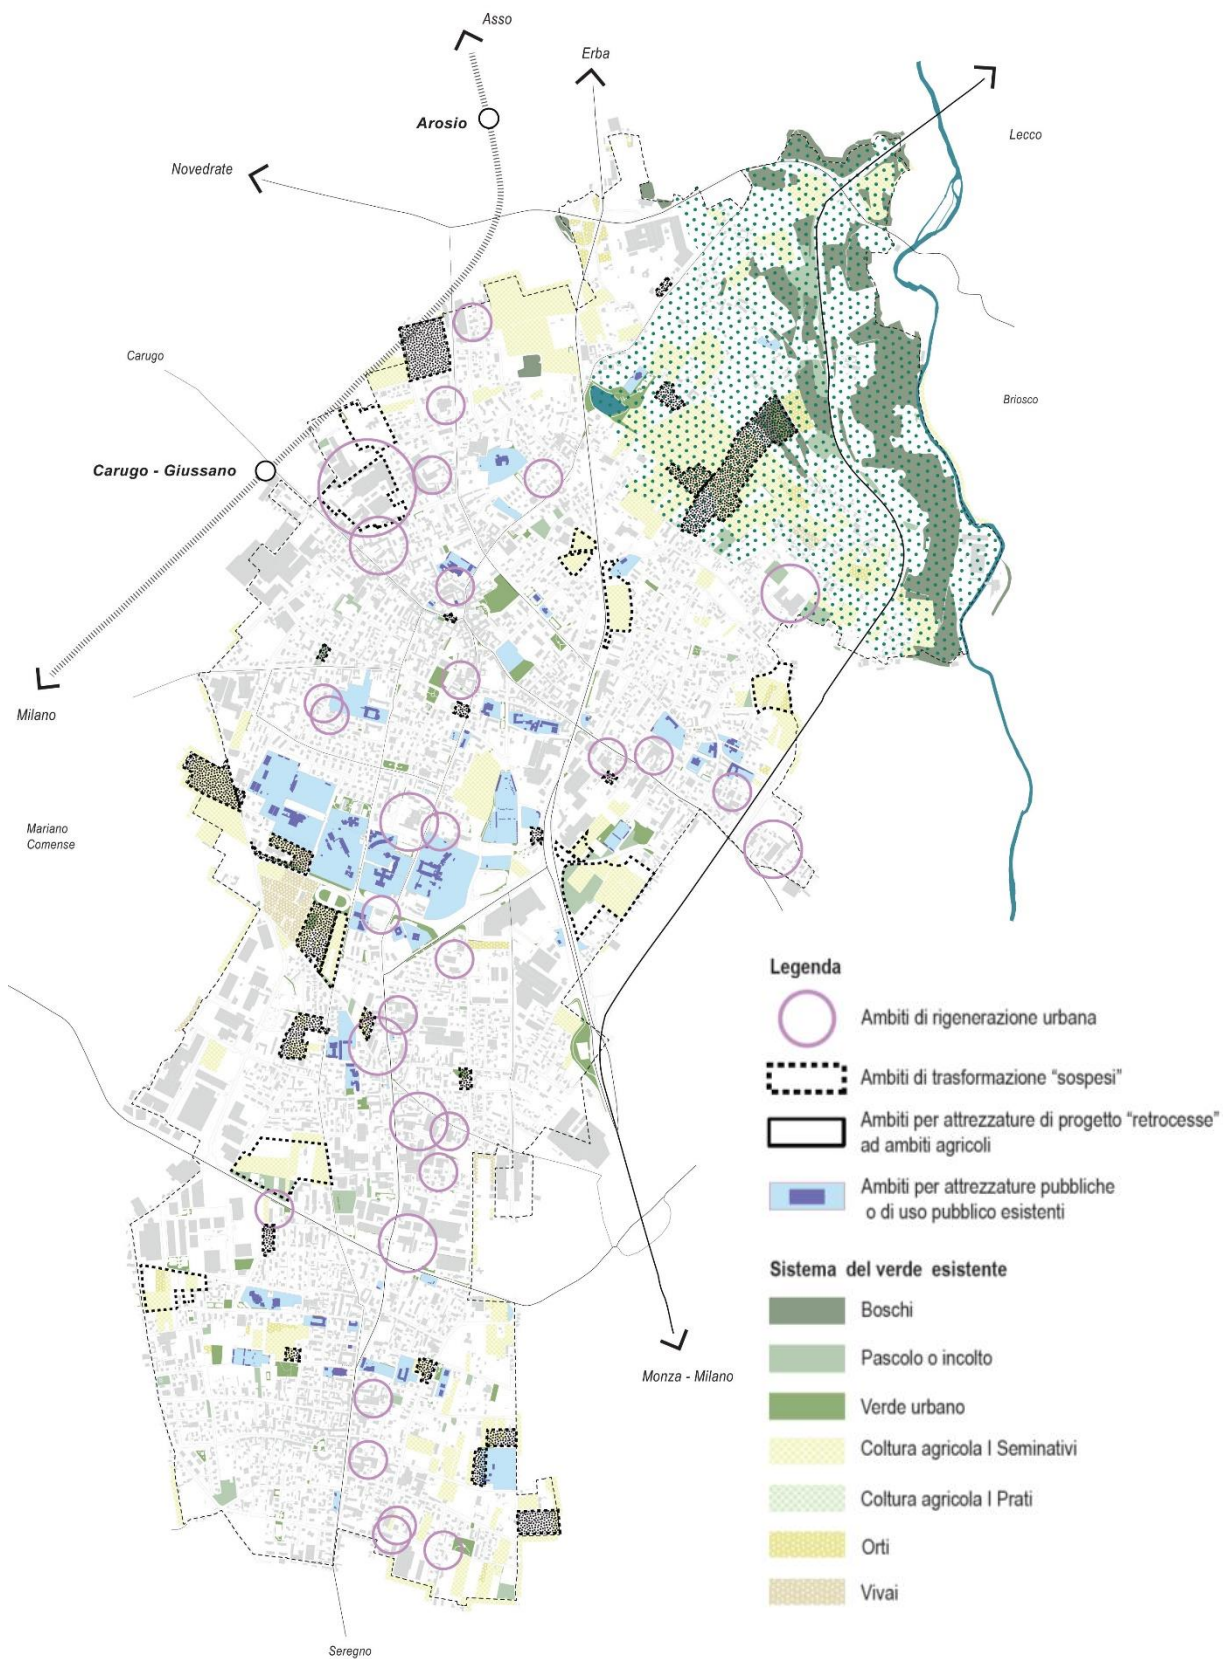 Asso
Erba
Arosio
Lecco
Novedrate
Carugo
Briosco
Carugo - Giussano
Milano
Mariano
Comense
Legenda
Ambiti di rigenerazione urbana
Ambiti di trasformazione “sospesi”
Ambiti per attrezzature di progetto “retrocesse”
ad ambiti agricoli
Ambiti per attrezzature pubbliche
o di uso pubblico esistenti
Sistema del verde esistente
Boschi
Pascolo o incolto
Verde urbano
Coltura agricola I Seminativi
Coltura agricola I Prati
Orti
Vivai
Monza - Milano
Seregno